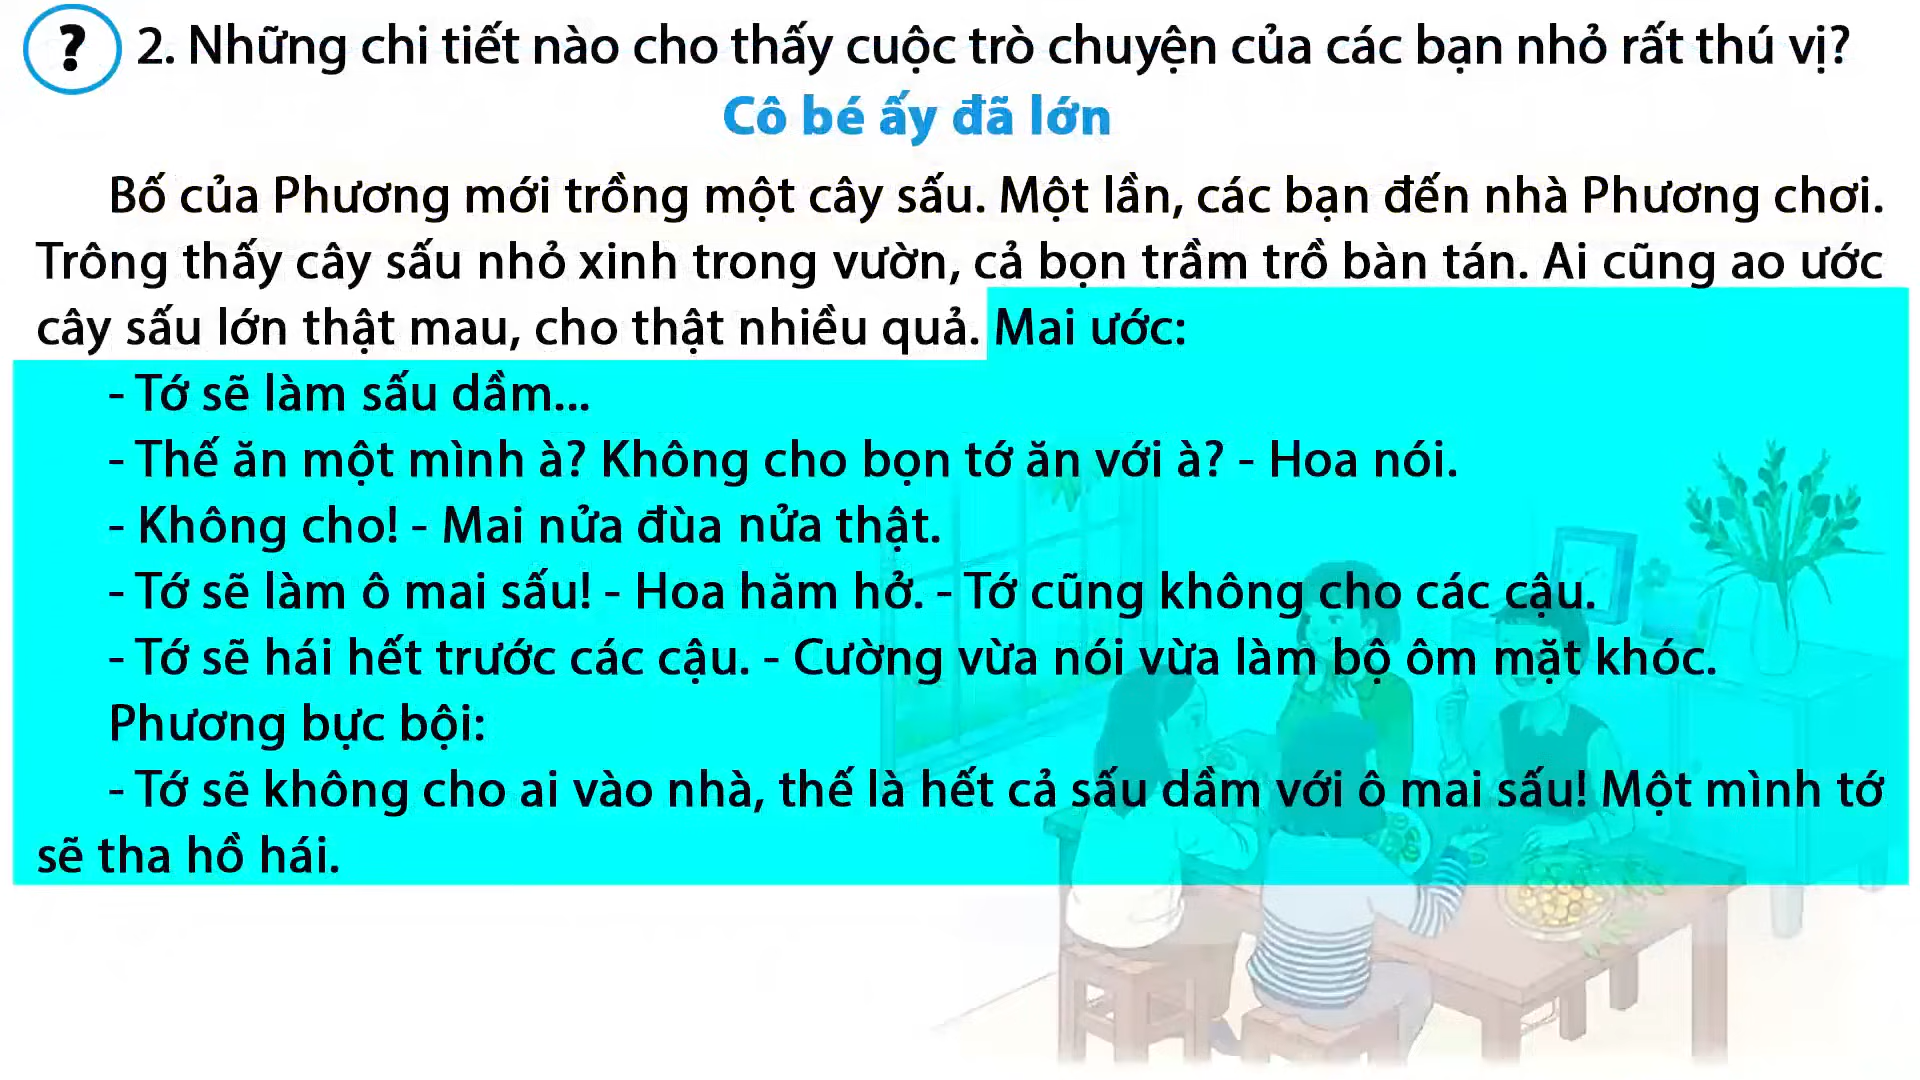 ? 2. Những chi tiết nào cho thấy cuộc trò chuyện của các bạn nhỏ rất thú vị?
Cô bé ấy đã lớn
Bố của Phương mới trồng một cây sấu. Một lần, các bạn đến nhà Phương chơi.
Trông thấy cây sấu nhỏ xinh trong vườn, cả bọn trầm trồ bàn tán. Ai cũng ao ước
cây sấu lớn thật mau, cho thật nhiều quả. Mai ước:
- Tớ sẽ làm sấu dầm...
- Thế ăn một mình à? Không cho bọn tớ ăn với à? - Hoa nói.
- Không cho! - Mai nửa đùa nửa thật.
- Tớ sẽ làm ô mai sấu! - Hoa hăm hở. - Tớ cũng không cho các cậu.
- Tớ sẽ hái hết trước các cậu. - Cường vừa nói vừa làm bộ ôm mặt khóc.
Phương bực bội:
- Tớ sẽ không cho ai vào nhà, thế là hết cả sấu dầm với ô mai sấu! Một mình tớ
sẽ tha hồ hái.